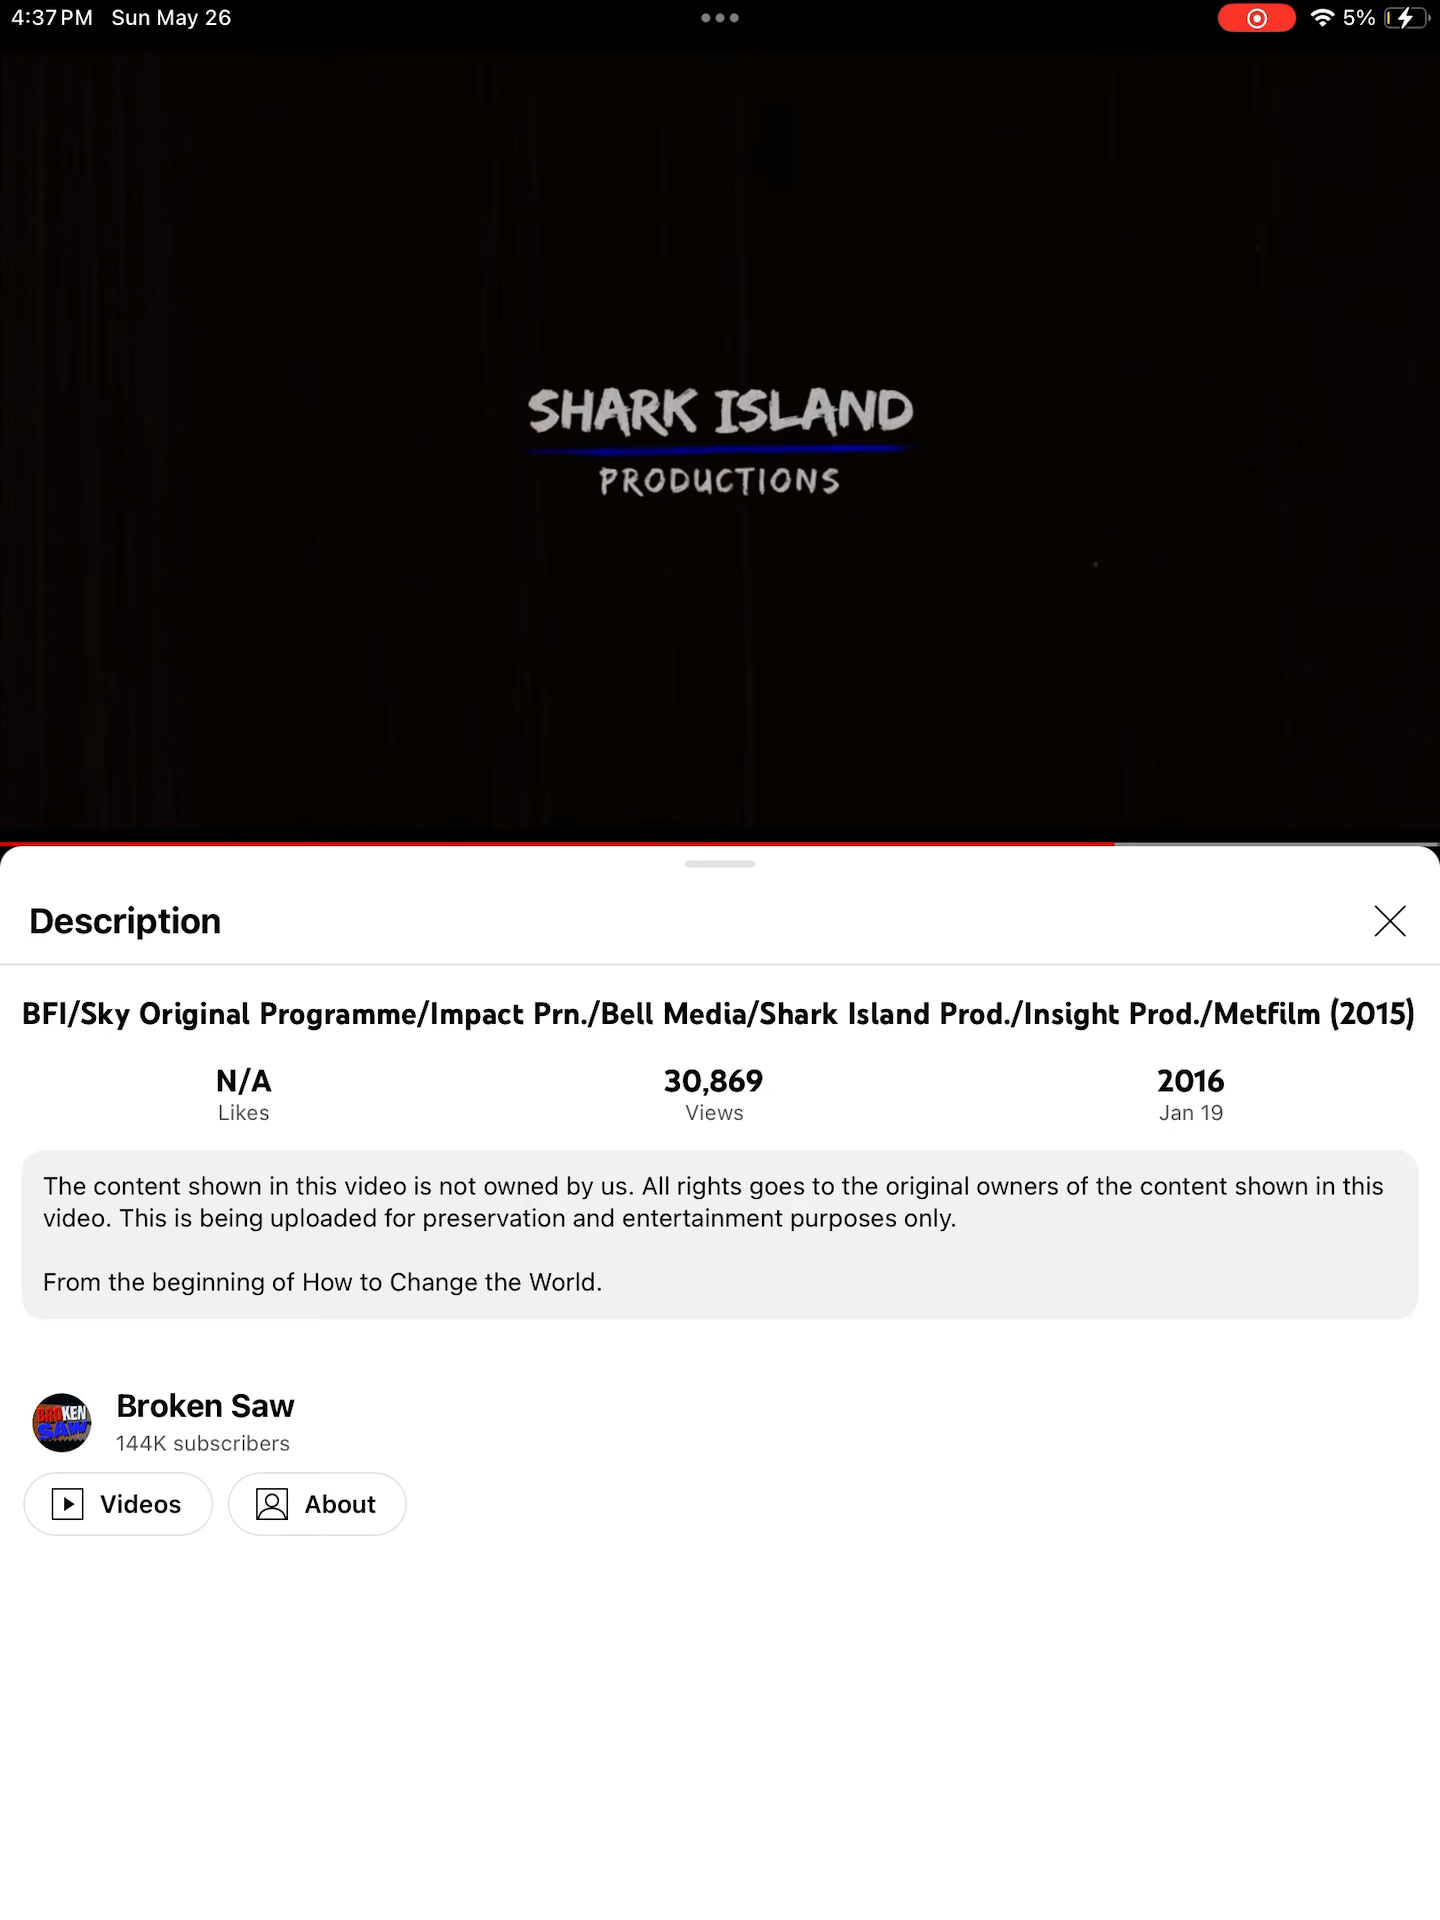 4:37 PM Sun May 26
5%
SHARK ISLAND
PRODUCTIONS
Description
BFI/Sky Original Programme/Impact Prn./Bell Media/Shark Island Prod./Insight Prod./Metfilm (2015)
N/A 30,869 2016
Likes Views Jan 19
The content shown in this video is not owned by us. All rights goes to the original owners of the content shown in this
video. This is being uploaded for preservation and entertainment purposes only.
From the beginning of How to Change the World.
BROKEN
SAW
Broken Saw
144K subscribers
Videos About